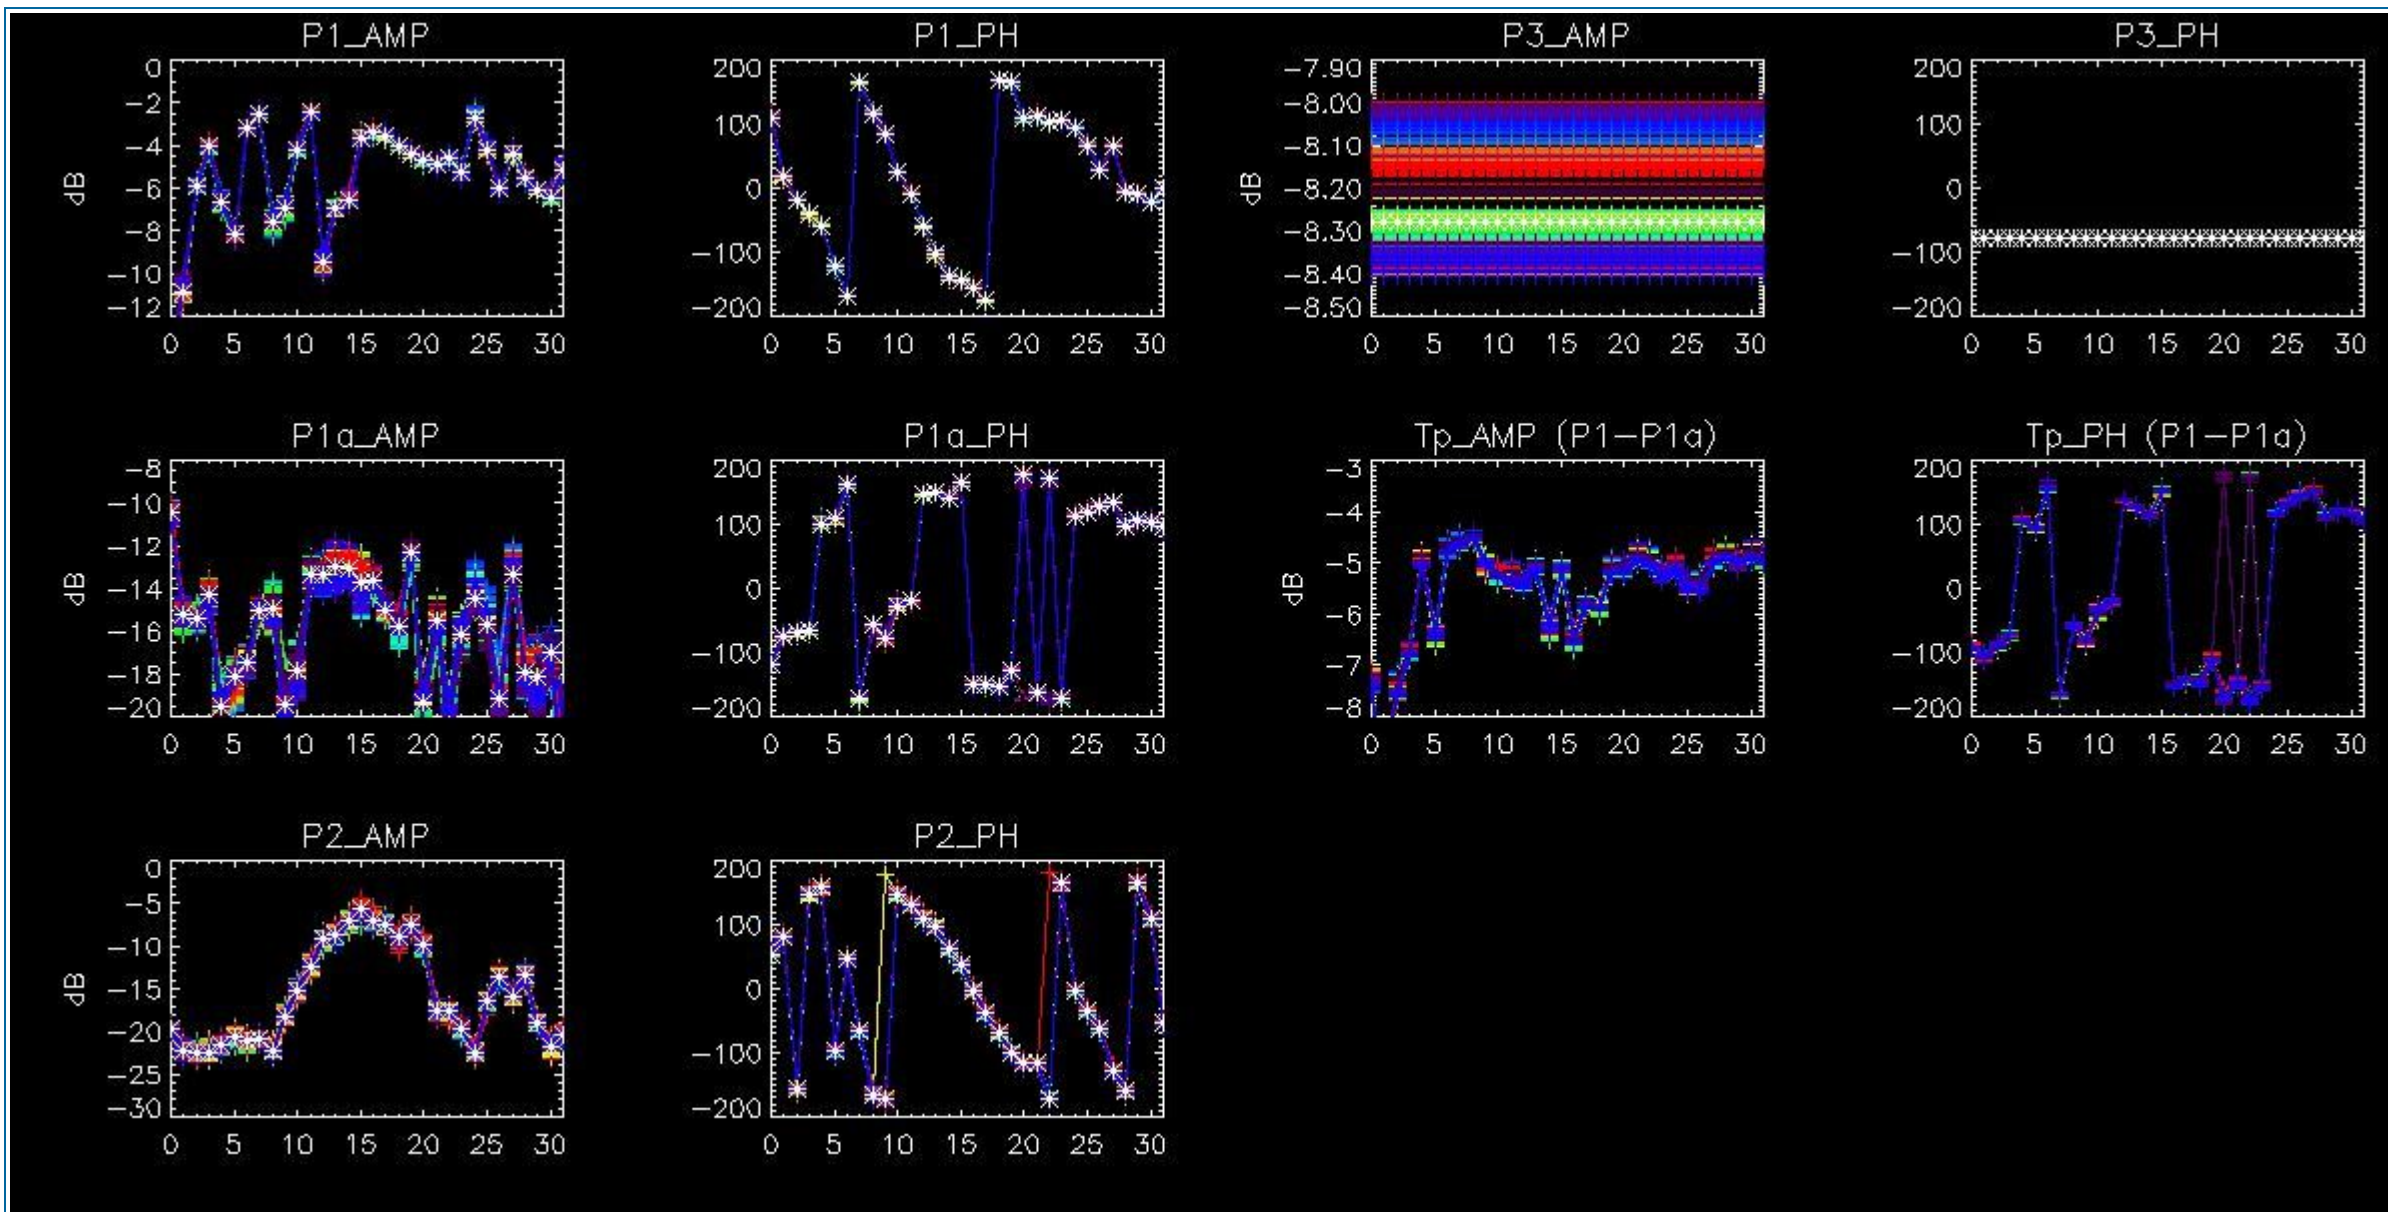 P1_AMP P1_PH P3_AMP P3_PH
0 200 -7.90 200
-2 100 -8.00 100
-4 0 -8.10 0
-6 -100 -8.20 -100
-8 -200 -8.30 -200
-10 -8.40
-12 -8.50
dB dB
0 5 10 15 20 25 30 0 5 10 15 20 25 30 0 5 10 15 20 25 30 0 5 10 15 20 25 30
P1a_AMP P1a_PH Tp_AMP (P1-P1a) Tp_PH (P1-P1a)
-8 200 -3 200
-10 100 -4 100
-12 0 -5 0
-14 -100 -6 -100
-16 -200 -7 -200
-18 -8
-20
dB dB
0 5 10 15 20 25 30 0 5 10 15 20 25 30 0 5 10 15 20 25 30 0 5 10 15 20 25 30
P2_AMP P2_PH
0 200
-5 100
-10 0
-15 -100
-20 -200
-25
-30
dB
0 5 10 15 20 25 30 0 5 10 15 20 25 30